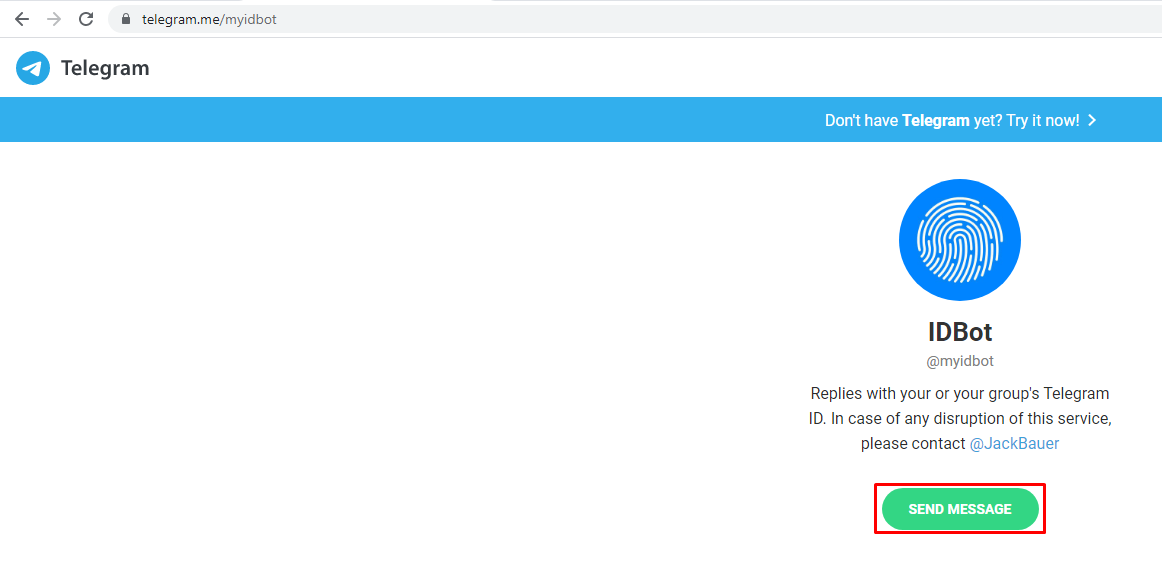 telegram.me/myidbot
Telegram
Don't have Telegram yet? Try it now!
IDBot
@myidbot
Replies with your or your group's Telegram
ID. In case of any disruption of this service,
please contact @JackBauer
SEND MESSAGE